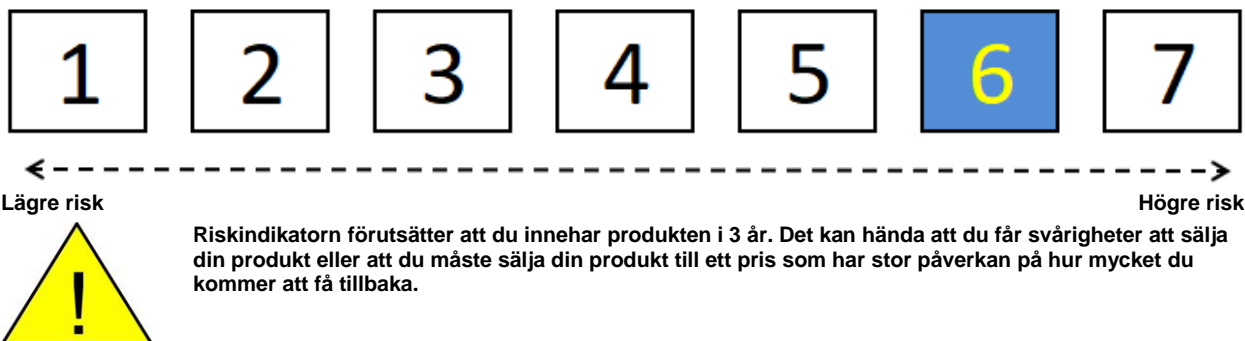 1 2 3 4 5 6 7
Lägre risk Högre risk
Riskindikatorn förutsätter att du innehar produkten i 3 år. Det kan hända att du får svårigheter att sälja
din produkt eller att du måste sälja din produkt till ett pris som har stor påverkan på hur mycket du
kommer att få tillbaka.
!